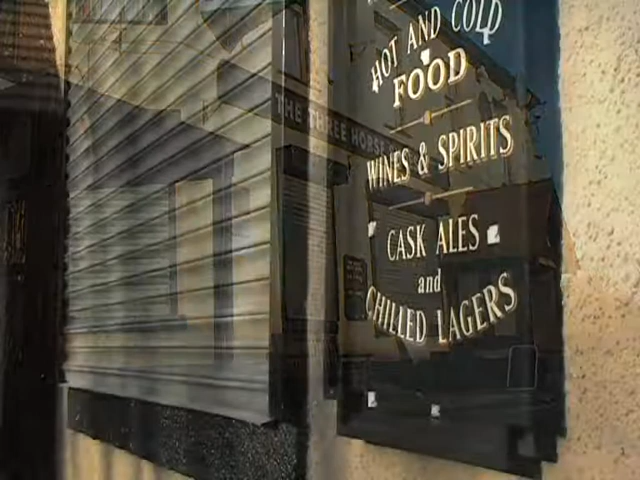 HOT AND COLD
FOOD
THE THREE HORSE
WINES & SPIRITS
CASK ALES
and
CHILLED LAGERS